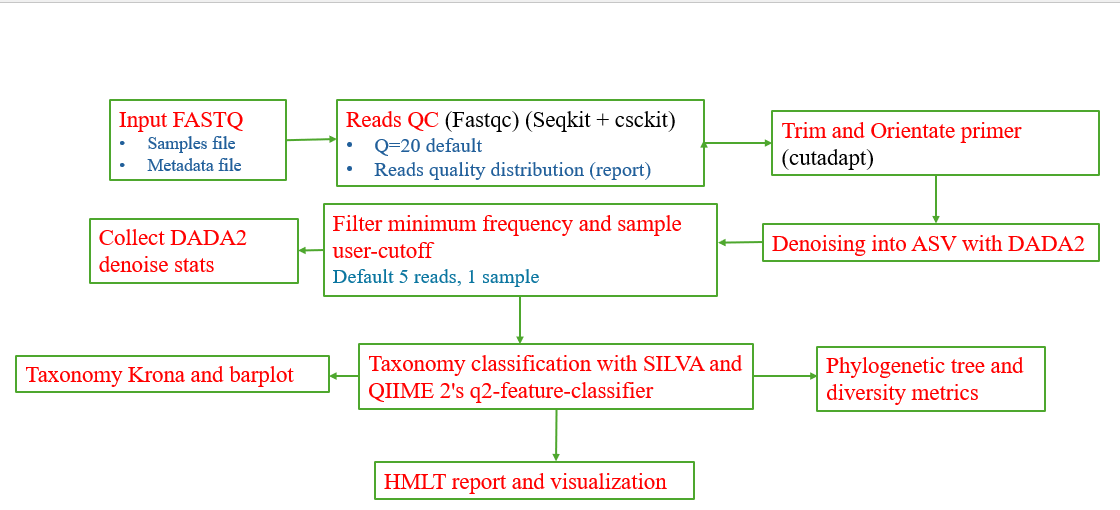 Input FASTQ
• Samples file
• Metadata file
Reads QC (Fastqc) (Seqkit + csckit)
• Q=20 default
• Reads quality distribution (report)
Trim and Orientate primer
(cutadapt)
Collect DADA2
denoise stats
Filter minimum frequency and sample
user-cutoff
Default 5 reads, 1 sample
Denoising into ASV with DADA2
Taxonomy Krona and barplot
Taxonomy classification with SILVA and
QIIME 2's q2-feature-classifier
Phylogenetic tree and
diversity metrics
HMLT report and visualization